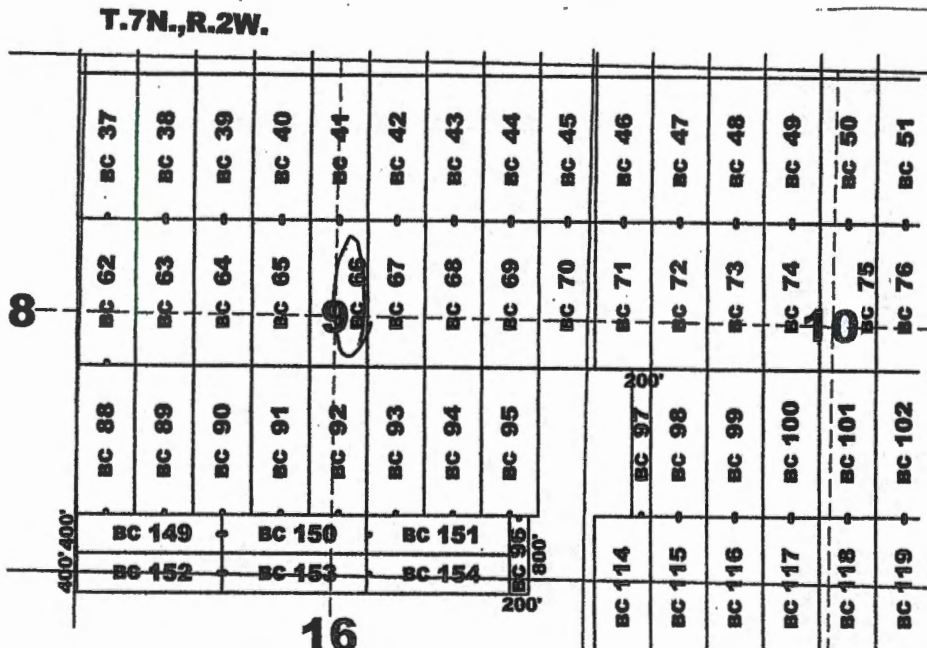 T.7N.,R.2W.
BC 37 BC 38 BC 39 BC 40 BC 41 BC 42 BC 43 BC 44 BC 45 BC 46 BC 47 BC 48 BC 49 BC 50 BC 51
BC 62 BC 63 BC 64 BC 65 BC 66 BC 67 BC 68 BC 69 BC 70 BC 71 BC 72 BC 73 BC 74 BC 75 BC 76
8 9 10
200'
BC 88 BC 89 BC 90 BC 91 BC 92 BC 93 BC 94 BC 95 BC 97 BC 98 BC 99 BC 100 BC 101 BC 102
400' BC 149 BC 150 BC 151
400' BC 152 BC 153 BC 154 BC 96 800'
BC 114 BC 115 BC 116 BC 117 BC 118 BC 119
200'
16